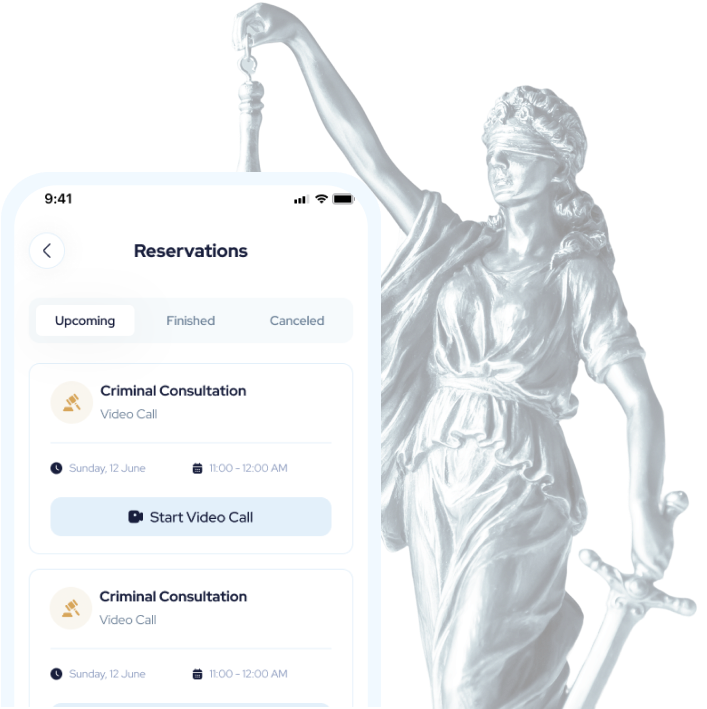 9:41
Reservations
Upcoming Finished Canceled
Criminal Consultation
Video Call
Sunday, 12 June 11:00 - 12:00 AM
Start Video Call
Criminal Consultation
Video Call
Sunday, 12 June 11:00 - 12:00 AM